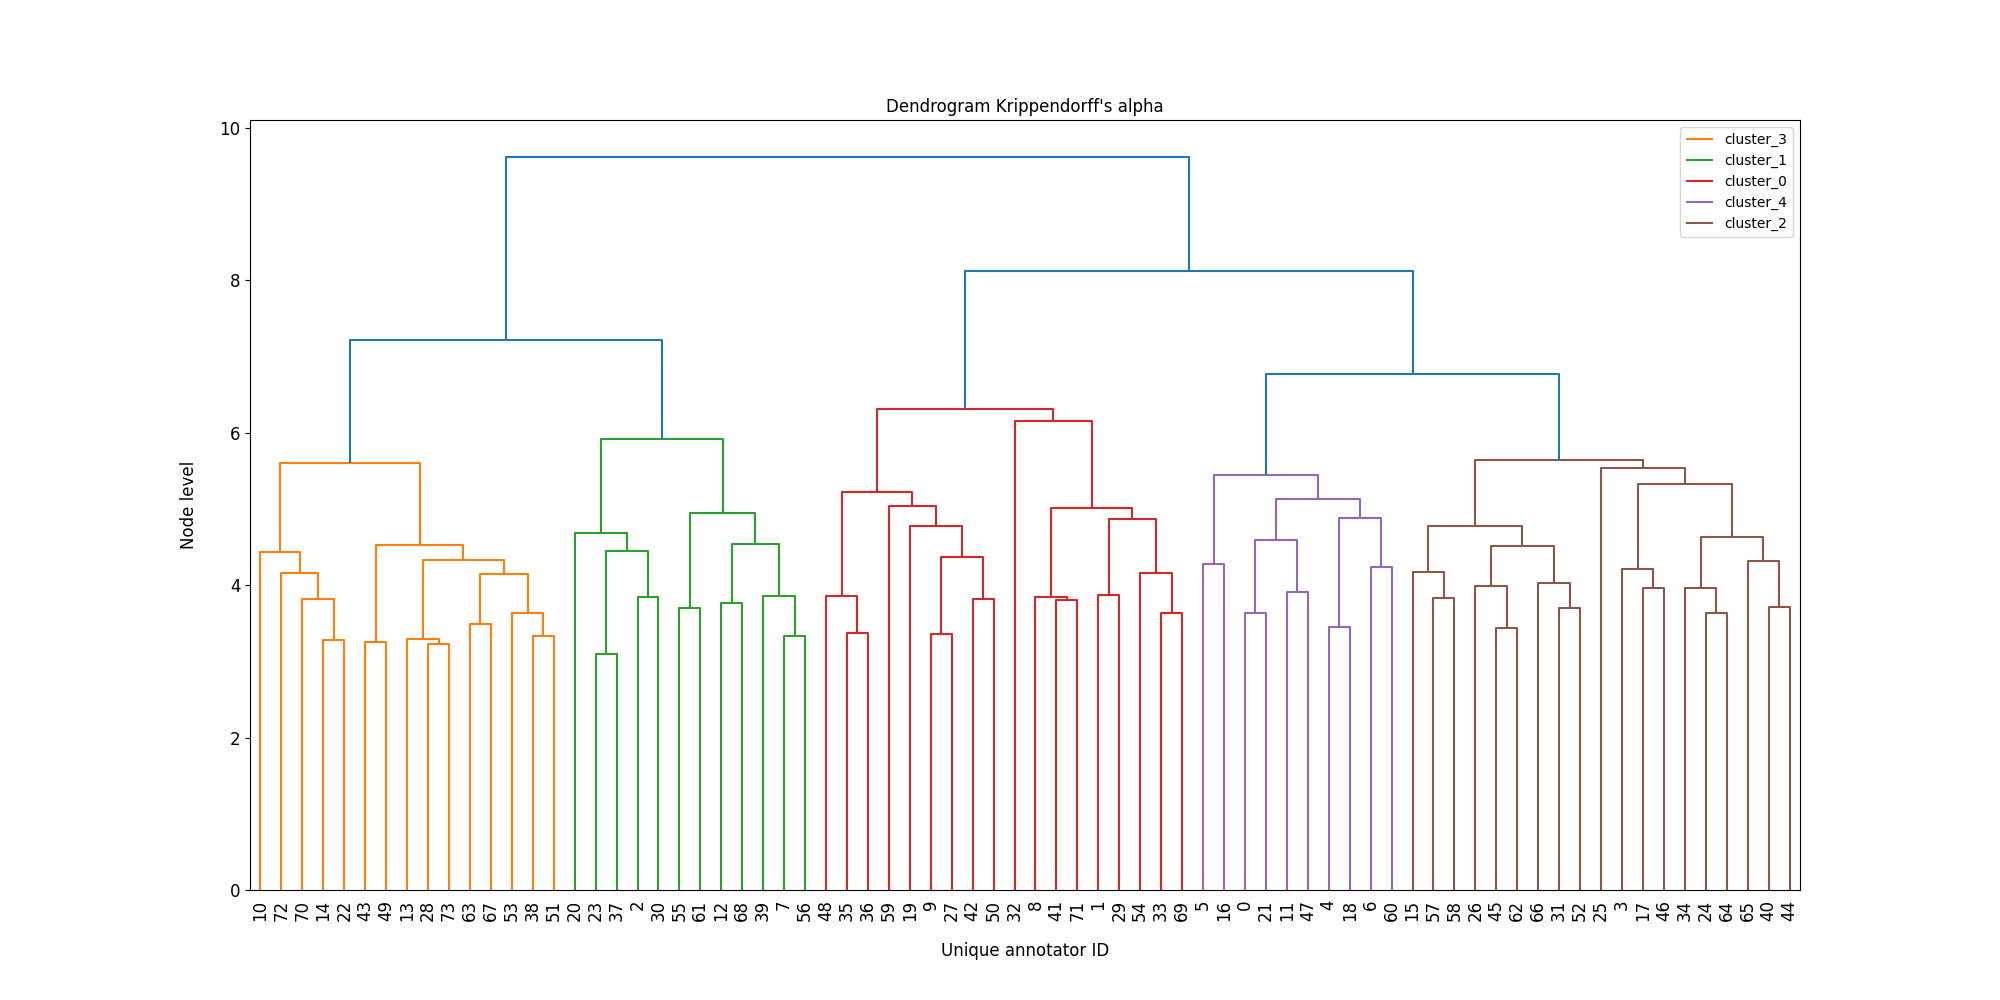 Dendrogram Krippendorff's alpha
10
8
6
4
2
0
Node level
cluster_3
cluster_1
cluster_0
cluster_4
cluster_2
10 72 70 14 22 43 49 13 28 73 63 67 53 38 51 20 23 37 2 30 55 61 12 68 39 7 56 48 35 36 59 19 9 27 42 50 32 8 41 71 1 29 54 33 69 5 16 0 21 11 47 4 18 6 60 15 57 58 26 45 62 66 31 52 25 3 17 46 34 24 64 65 40 44
Unique annotator ID